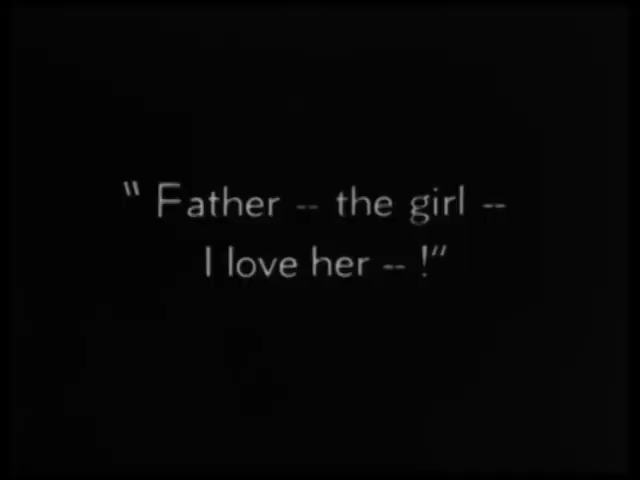 “ Father -- the girl --
I love her -- !”